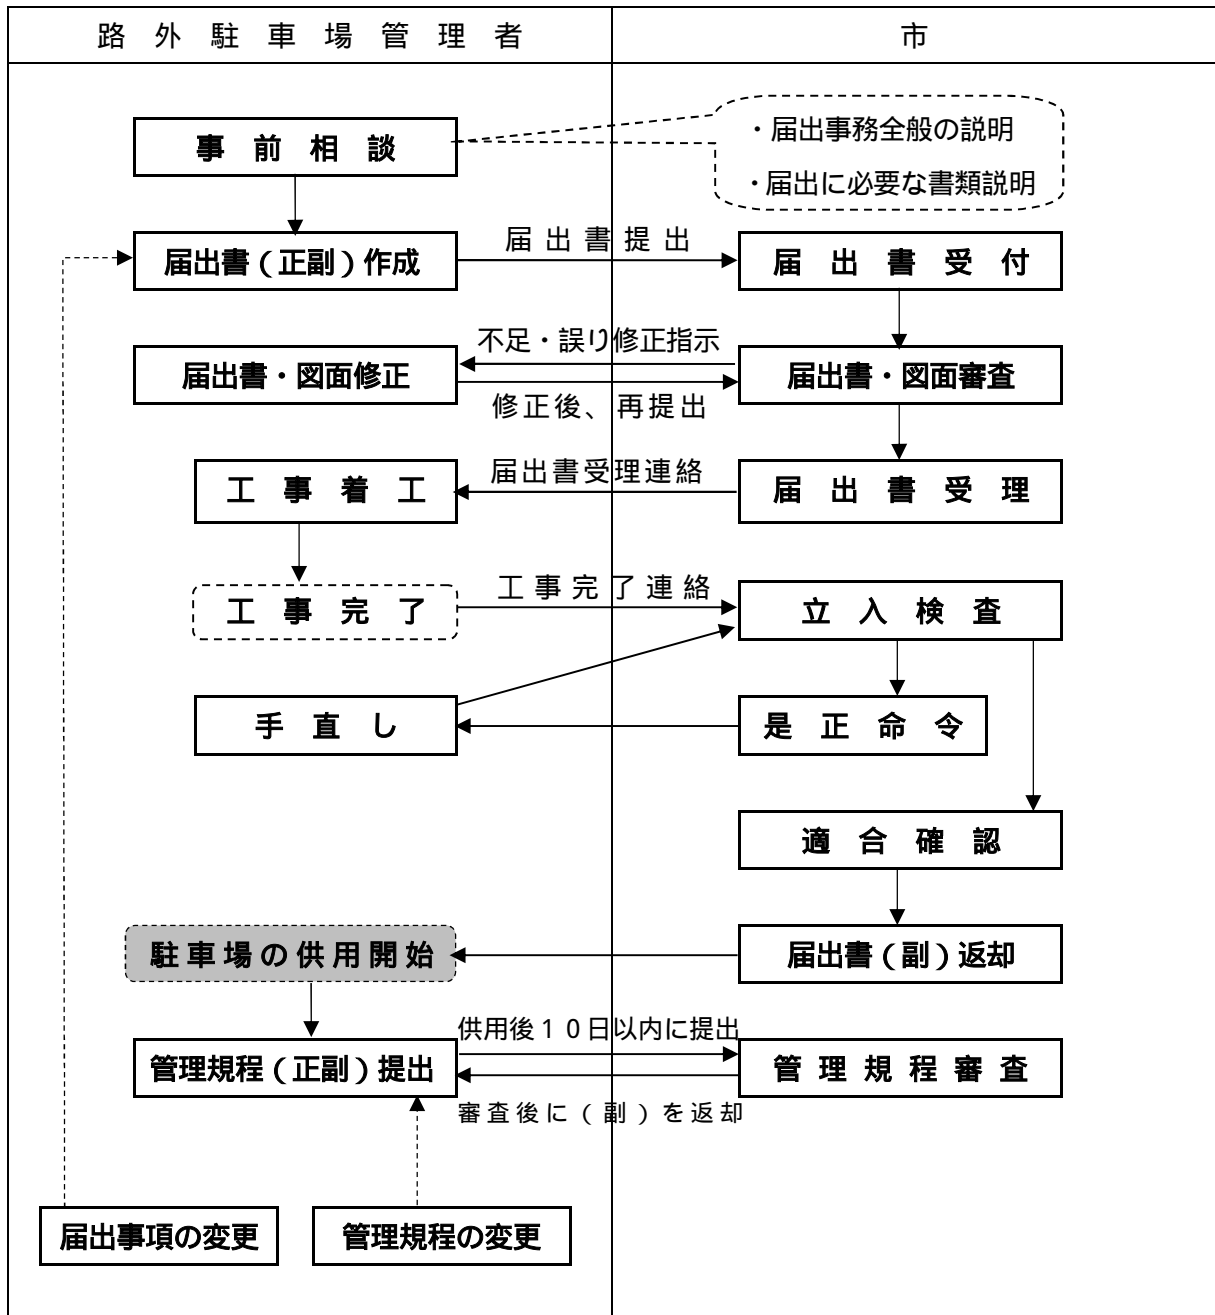 路外駐車場管理者
市
事前相談
・届出事務全般の説明
・届出に必要な書類説明
届出書（正副）作成
届出書提出
届出書受付
不足・誤り修正指示
届出書・図面修正
届出書・図面審査
修正後、再提出
工事着工
届出書受理連絡
届出書受理
工事完了
工事完了連絡
立入検査
手直し
是正命令
適合確認
駐車場の供用開始
届出書（副）返却
供用後１０日以内に提出
管理規程（正副）提出
管理規程審査
審査後に（副）を返却
届出事項の変更
管理規程の変更